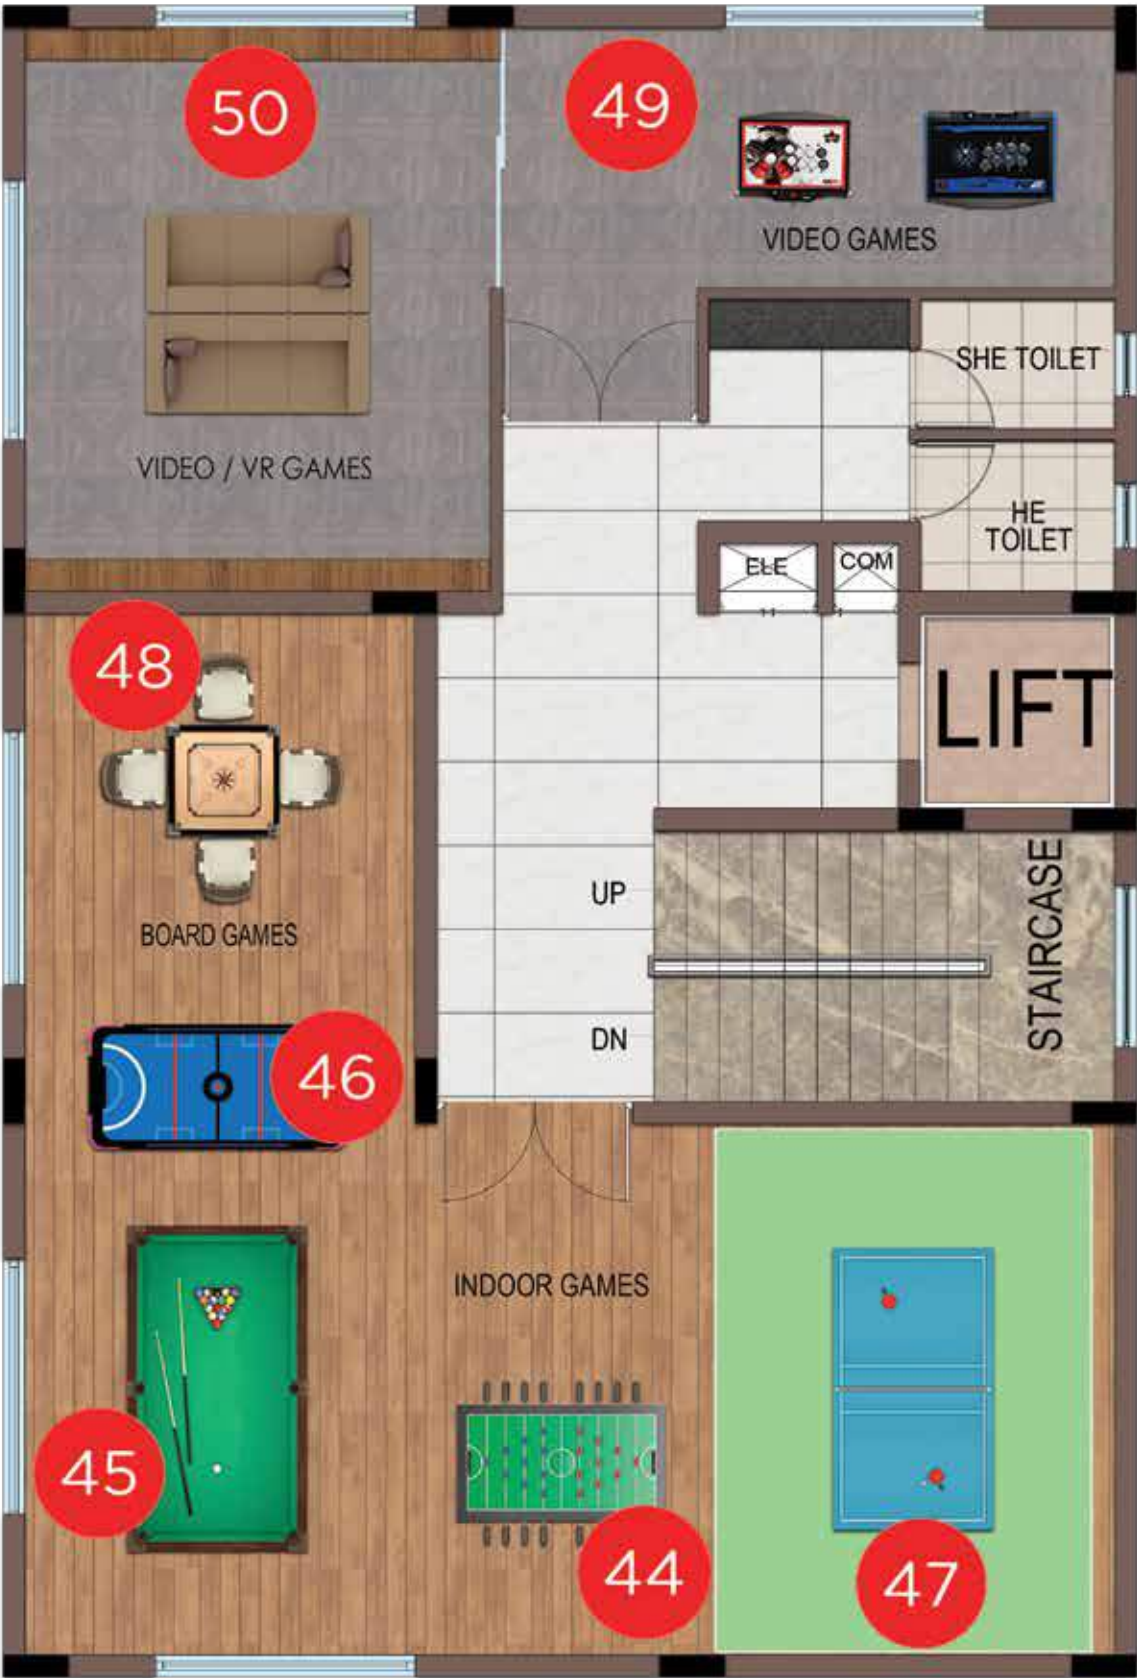 50
49
VIDEO GAMES
SHE TOILET
VIDEO / VR GAMES
HE
TOILET
ELE
COM
48
LIFT
BOARD GAMES
UP
STAIRCASE
DN
46
INDOOR GAMES
45
44
47